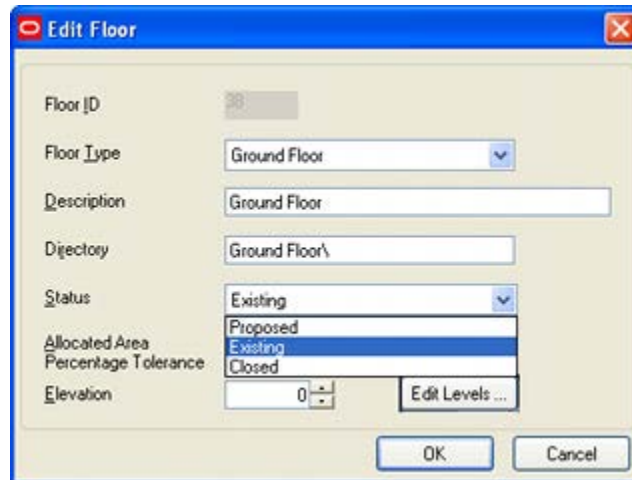 Edit Floor
Floor ID 38
Floor Type Ground Floor
Description Ground Floor
Directory Ground Floor\
Status Existing
Proposed
Allocated Area Existing
Percentage Tolerance Closed
Elevation 0 Edit Levels ...
OK Cancel